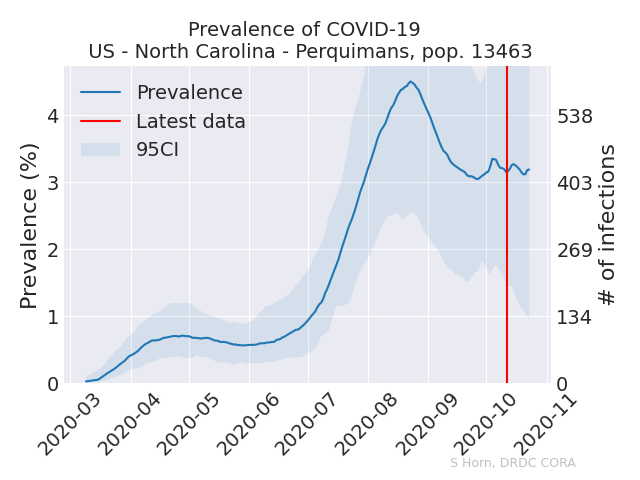 Prevalence of COVID-19
US - North Carolina - Perquimans, pop. 13463
Prevalence
Latest data
95CI
Prevalence (%)
4
3
2
1
0
538
403
269
134
0
# of infections
2020-03
2020-04
2020-05
2020-06
2020-07
2020-08
2020-09
2020-10
2020-11
S Horn, DRDC CORA